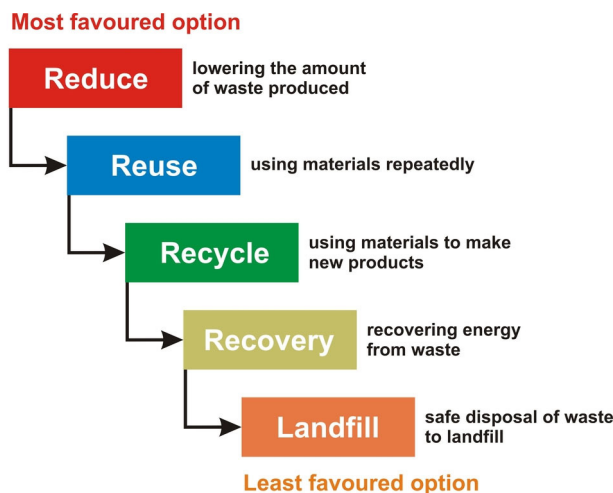 Most favoured option
Reduce
lowering the amount
of waste produced
Reuse
using materials repeatedly
Recycle
using materials to make
new products
Recovery
recovering energy
from waste
Landfill
safe disposal of waste
to landfill
Least favoured option